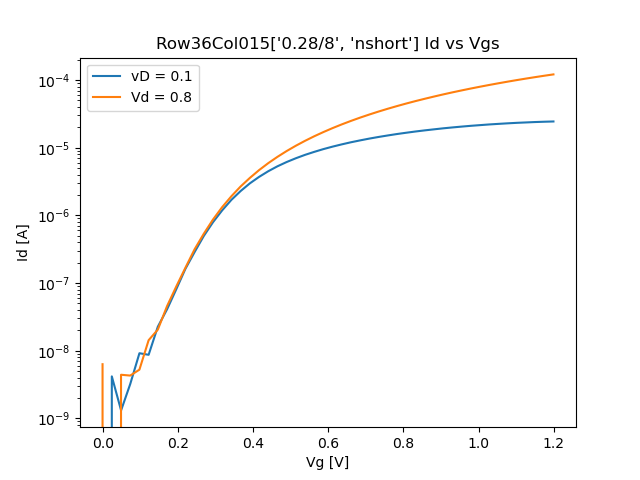 Row36Col015['0.28/8', 'nshort'] Id vs Vgs
vD = 0.1
Vd = 0.8
Id [A]
10⁻⁴
10⁻⁵
10⁻⁶
10⁻⁷
10⁻⁸
10⁻⁹
0.0 0.2 0.4 0.6 0.8 1.0 1.2
Vg [V]